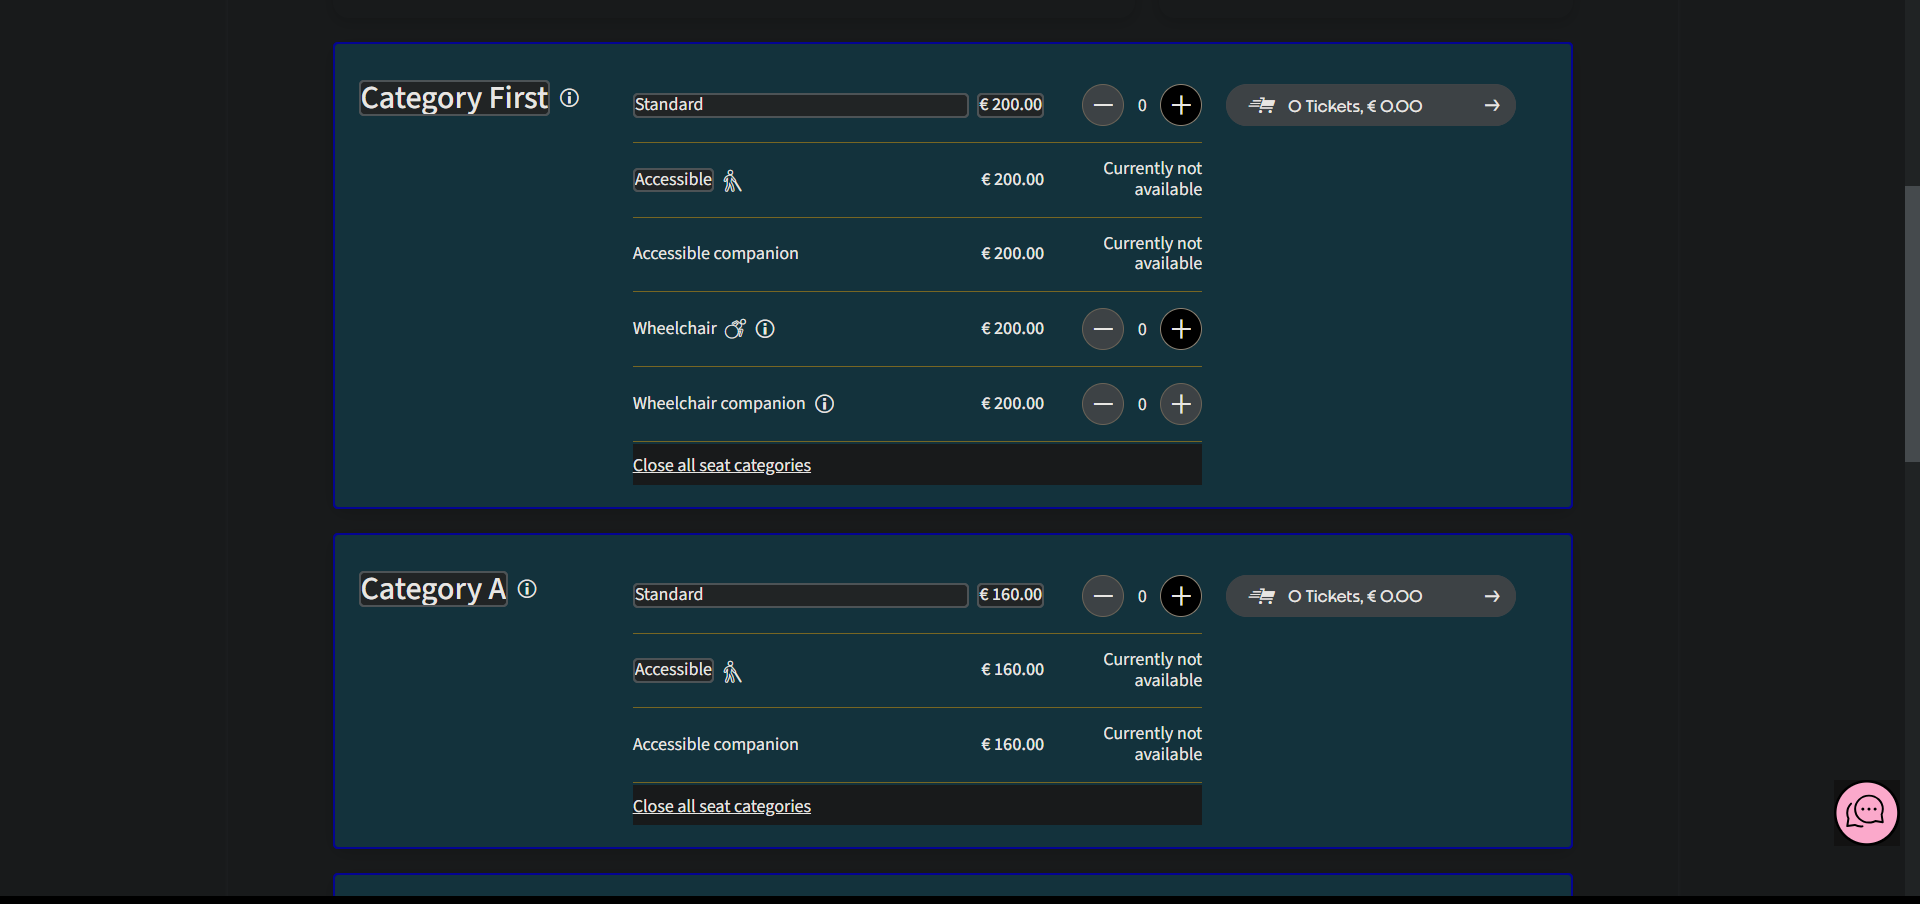 Category First
Standard € 200.00 0 0 Tickets, € 0.00
Accessible € 200.00 Currently not
available
Accessible companion € 200.00 Currently not
available
Wheelchair € 200.00 0
Wheelchair companion € 200.00 0
Close all seat categories
Category A
Standard € 160.00 0 0 Tickets, € 0.00
Accessible € 160.00 Currently not
available
Accessible companion € 160.00 Currently not
available
Close all seat categories